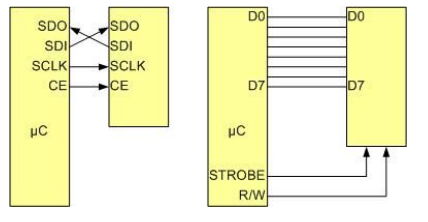 SDO SDO
SDI SDI
SCLK SCLK
CE CE
µC
D0 D0
D7 D7
µC
STROBE
R/W